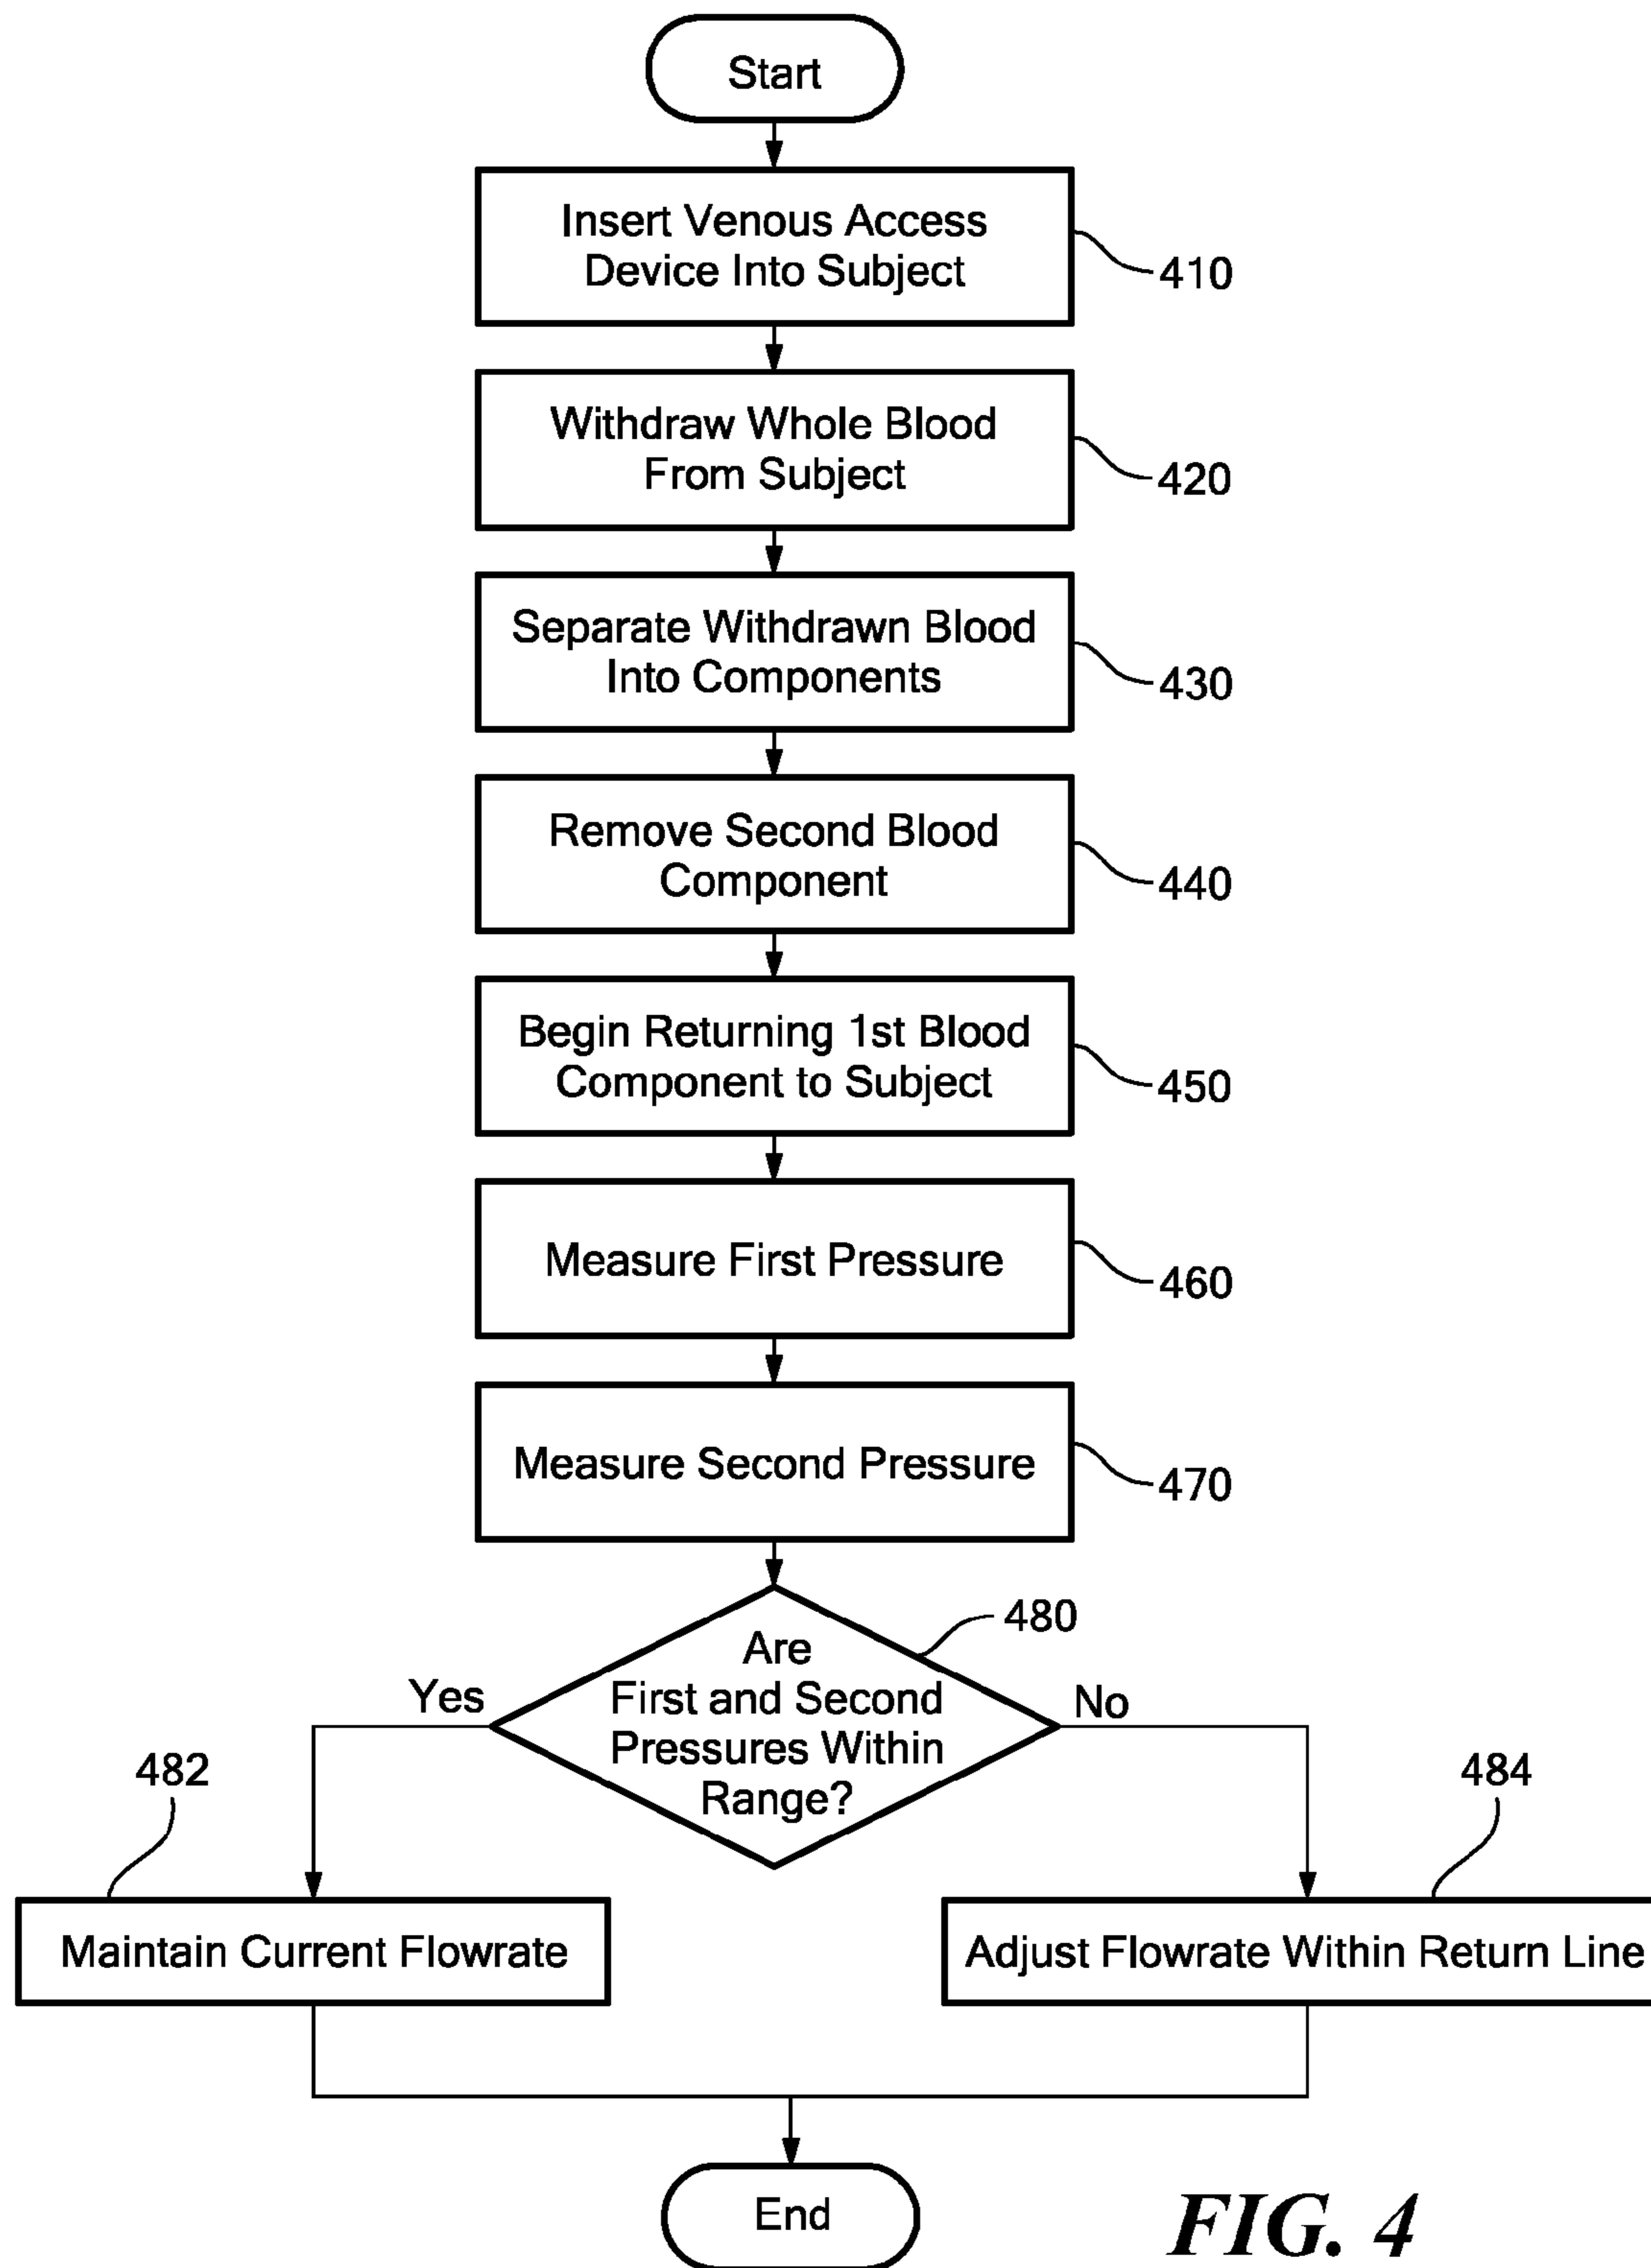 Start
Insert Venous Access
Device Into Subject
410
Withdraw Whole Blood
From Subject
420
Separate Withdrawn Blood
Into Components
430
Remove Second Blood
Component
440
Begin Returning 1st Blood
Component to Subject
450
Measure First Pressure
460
Measure Second Pressure
470
480
Are
First and Second
Pressures Within
Range?
Yes
No
482
484
Maintain Current Flowrate
Adjust Flowrate Within Return Line
End
FIG. 4